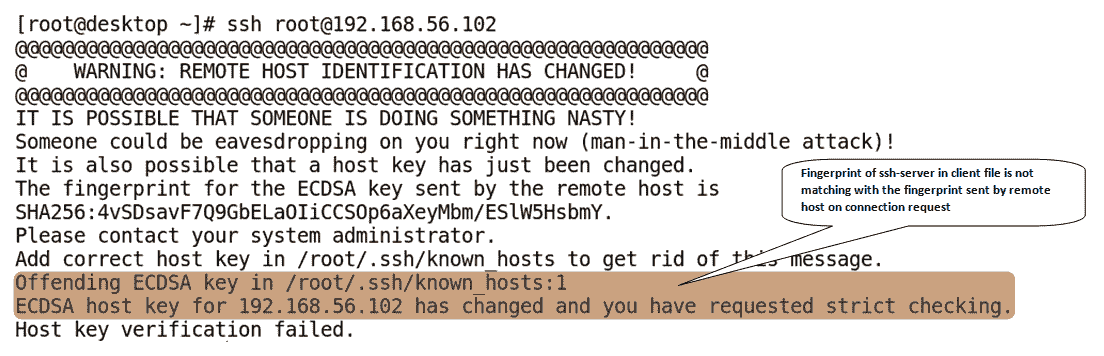 [root@desktop ~]# ssh root@192.168.56.102
@@@@@@@@@@@@@@@@@@@@@@@@@@@@@@@@@@@@@@@@@@@@@@@@@@@@@@@@@@@
@    WARNING: REMOTE HOST IDENTIFICATION HAS CHANGED!     @
@@@@@@@@@@@@@@@@@@@@@@@@@@@@@@@@@@@@@@@@@@@@@@@@@@@@@@@@@@@
IT IS POSSIBLE THAT SOMEONE IS DOING SOMETHING NASTY!
Someone could be eavesdropping on you right now (man-in-the-middle attack)!
It is also possible that a host key has just been changed.
The fingerprint for the ECDSA key sent by the remote host is
SHA256:4vSDsavF7Q9GbELaOIiCCSOp6aXeyMbm/ESlW5HsbmY.
Please contact your system administrator.
Add correct host key in /root/.ssh/known_hosts to get rid of this message.
Offending ECDSA key in /root/.ssh/known_hosts:1
ECDSA host key for 192.168.56.102 has changed and you have requested strict checking.
Host key verification failed.
Fingerprint of ssh-server in client file is not
matching with the fingerprint sent by remote
host on connection request